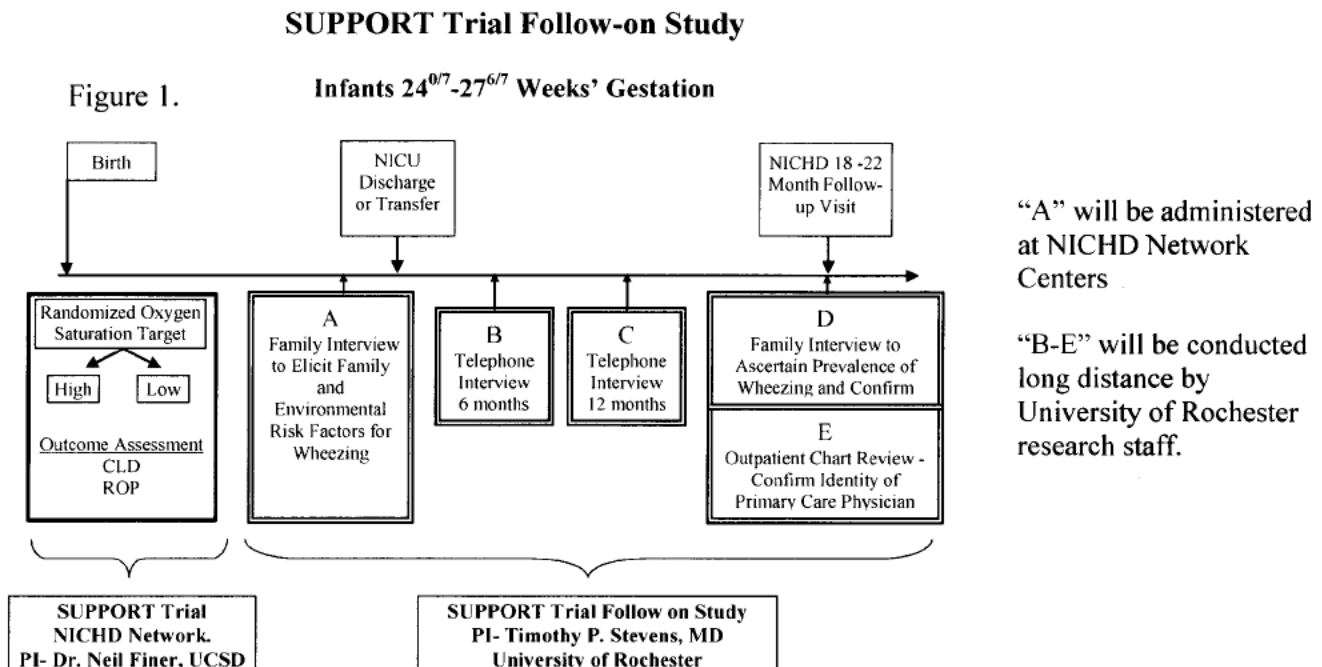 SUPPORT Trial Follow-on Study
Infants 24^0/7-27^6/7 Weeks' Gestation
Figure 1.
Birth
NICU
Discharge
or Transfer
NICHD 18 -22
Month Follow-
up Visit
Randomized Oxygen
Saturation Target
High
Low
Outcome Assessment
CLD
ROP
A
Family Interview
to Elicit Family
and
Environmental
Risk Factors for
Wheezing
B
Telephone
Interview
6 months
C
Telephone
Interview
12 months
D
Family Interview to
Ascertain Prevalence of
Wheezing and Confirm
E
Outpatient Chart Review -
Confirm Identity of
Primary Care Physician
"A" will be administered
at NICHD Network
Centers
"B-E" will be conducted
long distance by
University of Rochester
research staff.
SUPPORT Trial
NICHD Network.
PI- Dr. Neil Finer, UCSD
SUPPORT Trial Follow on Study
PI- Timothy P. Stevens, MD
University of Rochester